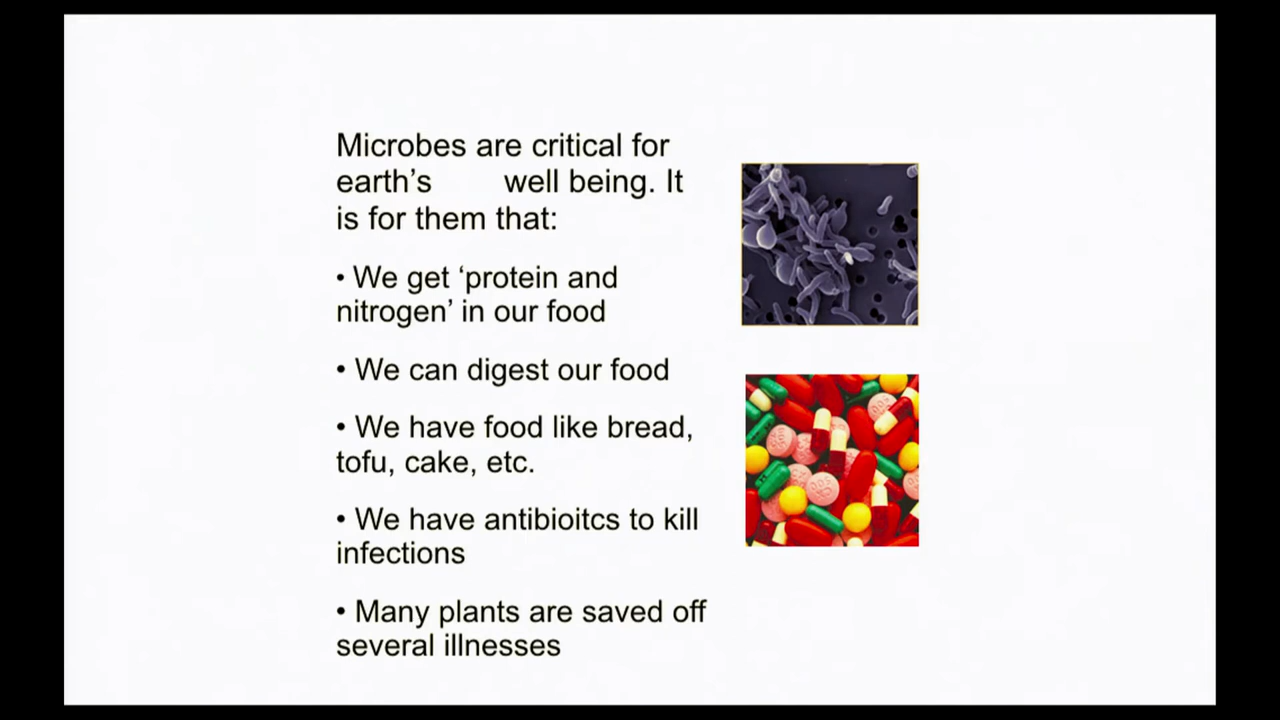 Microbes are critical for
earth's well being. It
is for them that:
• We get ‘protein and
nitrogen’ in our food
• We can digest our food
• We have food like bread,
tofu, cake, etc.
• We have antibioitcs to kill
infections
• Many plants are saved off
several illnesses